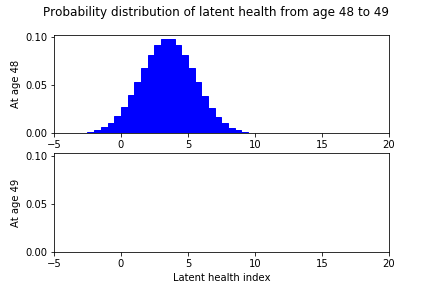 Probability distribution of latent health from age 48 to 49
0.10
0.05
0.00
At age 48
−5 0 5 10 15 20
0.10
0.05
0.00
At age 49
−5 0 5 10 15 20
Latent health index